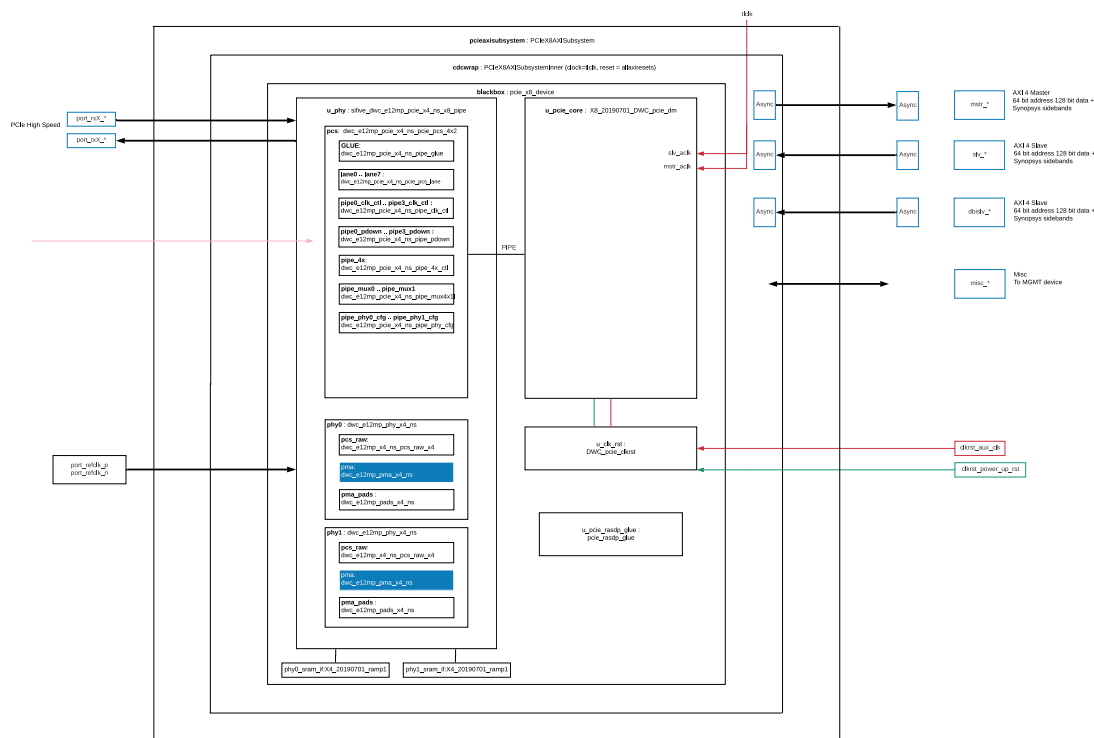 tlclk
pcieaxisubsystem : PCIeX8AXISubsystem
cdcwrap : PCIeX8AXISubsystemInner (clock=tlclk, reset = allaxiresets)
blackbox : pcie_x8_device
u_phy : sifive_dwc_e12mp_pcie_x4_ns_x8_pipe
u_pcie_core : X8_20190701_DWC_pcie_dm
PCIe High Speed
port_rxX_*
port_txX_*
pcs: dwc_e12mp_pcie_x4_ns_pcie_pcs_4x2
GLUE:
dwc_e12mp_pcie_x4_ns_pipe_glue
lane0 .. lane7 :
dwc_e12mp_pcie_x4_ns_pcie_pcs_lane
pipe0_clk_ctl .. pipe3_clk_ctl :
dwc_e12mp_pcie_x4_ns_pipe_clk_ctl
pipe0_pdown .. pipe3_pdown :
dwc_e12mp_pcie_x4_ns_pipe_pdown
pipe_4x:
dwc_e12mp_pcie_x4_ns_pipe_4x_ctl
pipe_mux0 .. pipe_mux1
dwc_e12mp_pcie_x4_ns_pipe_mux4x1l
pipe_phy0_cfg .. pipe_phy1_cfg
dwc_e12mp_pcie_x4_ns_pipe_phy_cfg
PIPE
slv_aclk
mstr_aclk
Async
Async
mstr_*
AXI 4 Master
64 bit address 128 bit data +
Synopsys sidebands
Async
Async
slv_*
AXI 4 Slave
64 bit address 128 bit data +
Synopsys sidebands
Async
Async
dbislv_*
AXI 4 Slave
64 bit address 128 bit data +
Synopsys sidebands
misc_*
Misc
To MGMT device
port_refclk_p
port_refclk_n
phy0 : dwc_e12mp_phy_x4_ns
pcs_raw:
dwc_e12mp_x4_ns_pcs_raw_x4
pma:
dwc_e12mp_pma_x4_ns
pma_pads :
dwc_e12mp_pads_x4_ns
phy1 : dwc_e12mp_phy_x4_ns
pcs_raw:
dwc_e12mp_x4_ns_pcs_raw_x4
pma:
dwc_e12mp_pma_x4_ns
pma_pads :
dwc_e12mp_pads_x4_ns
u_clk_rst :
DWC_pcie_clkrst
clkrst_aux_clk
clkrst_power_up_rst
u_pcie_rasdp_glue :
pcie_rasdp_glue
phy0_sram_if:X4_20190701_ramp1
phy1_sram_if:X4_20190701_ramp1